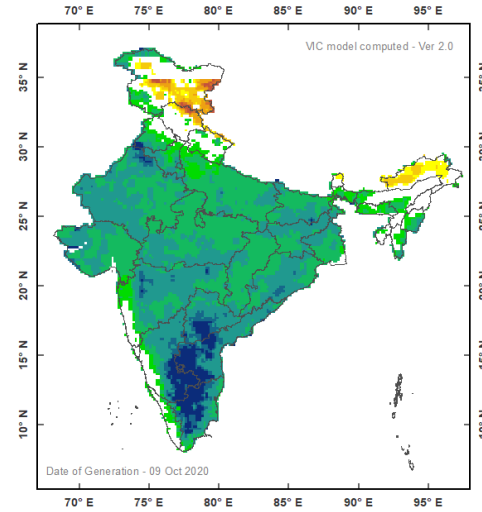 70° E 75° E 80° E 85° E 90° E 95° E
VIC model computed - Ver 2.0
35° N
30° N
25° N
20° N
15° N
10° N
Date of Generation - 09 Oct 2020
70° E 75° E 80° E 85° E 90° E 95° E